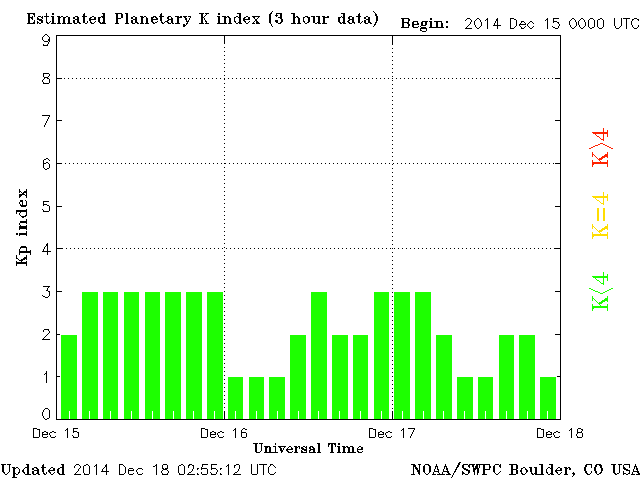 Estimated Planetary K index (3 hour data)
Begin: 2014 Dec 15 0000 UTC
9
8
7
6
5
4
3
2
1
0
Kp index
K>4
K=4
K<4
Dec 15
Dec 16
Dec 17
Dec 18
Universal Time
Updated 2014 Dec 18 02:55:12 UTC
NOAA/SWPC Boulder, CO USA